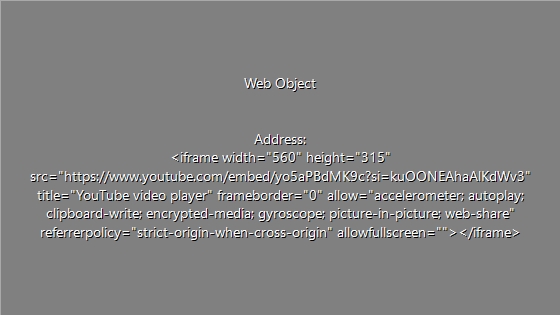 Web Object
Address:
<iframe width="560" height="315"
src="https://www.youtube.com/embed/yo5aPBdMK9c?si=kuOONEAhaAlKdWv3"
title="YouTube video player" frameborder="0" allow="accelerometer; autoplay;
clipboard-write; encrypted-media; gyroscope; picture-in-picture; web-share"
referrerpolicy="strict-origin-when-cross-origin" allowfullscreen=""></iframe>